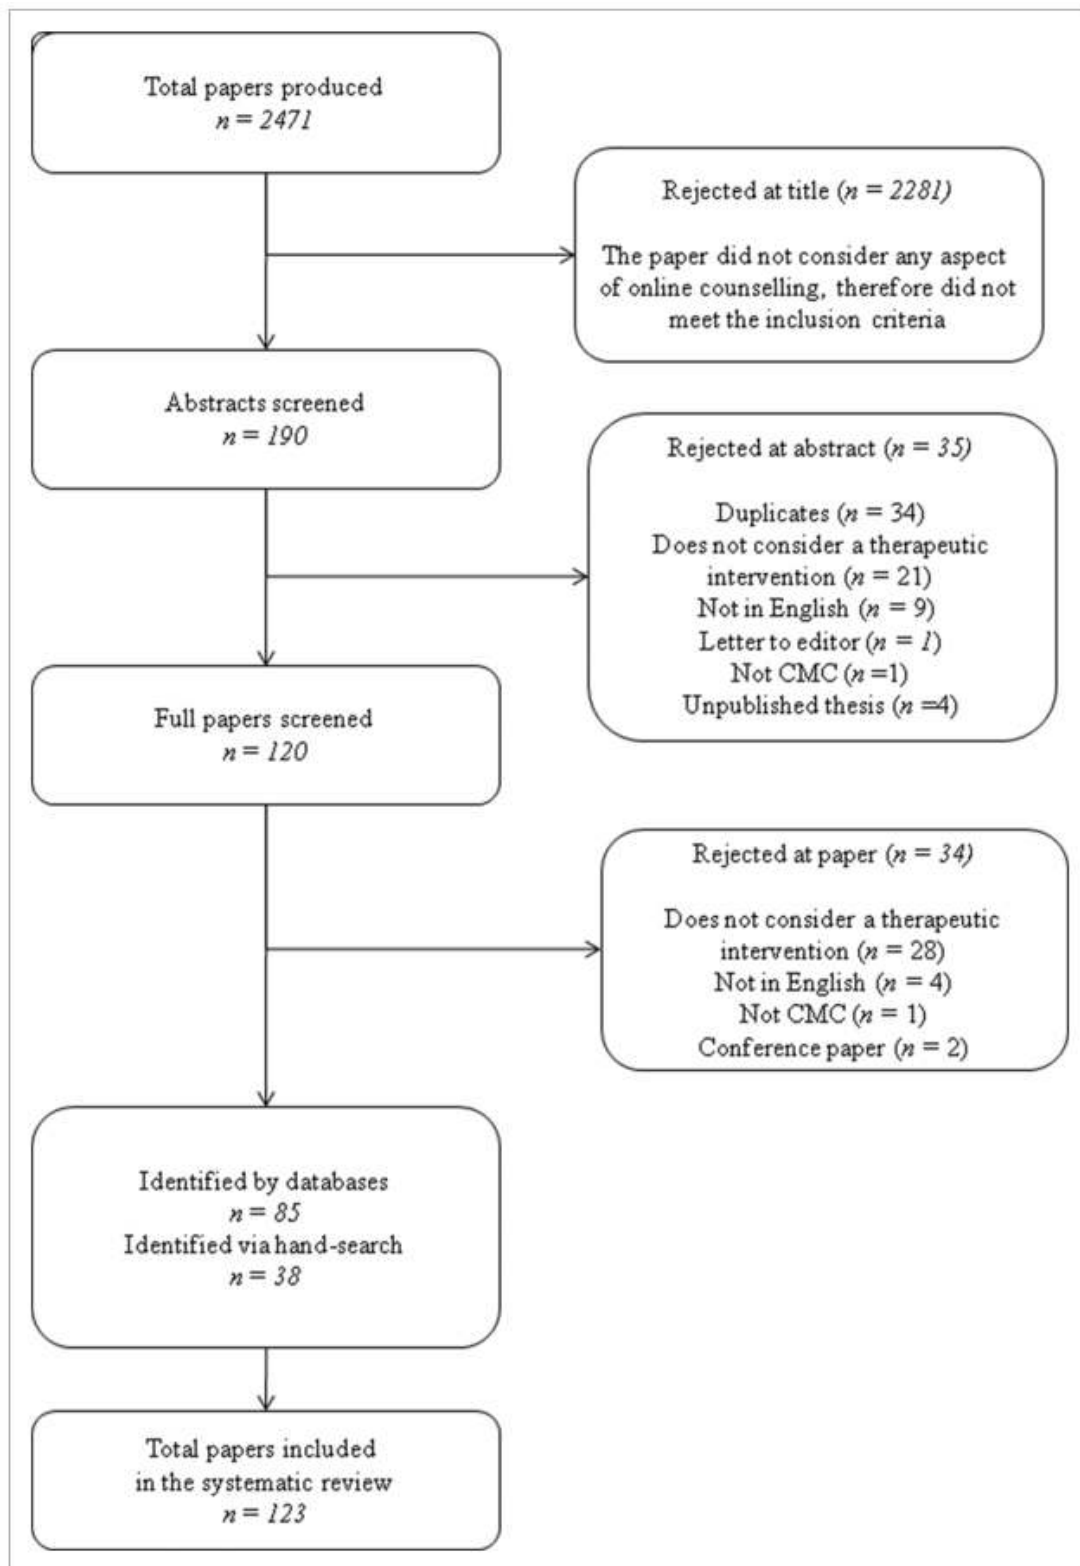 Total papers produced
n = 2471
Rejected at title (n = 2281)
The paper did not consider any aspect
of online counselling, therefore did not
meet the inclusion criteria
Abstracts screened
n = 190
Rejected at abstract (n = 35)
Duplicates (n = 34)
Does not consider a therapeutic
intervention (n = 21)
Not in English (n = 9)
Letter to editor (n = 1)
Not CMC (n =1)
Unpublished thesis (n =4)
Full papers screened
n = 120
Rejected at paper (n = 34)
Does not consider a therapeutic
intervention (n = 28)
Not in English (n = 4)
Not CMC (n = 1)
Conference paper (n = 2)
Identified by databases
n = 85
Identified via hand-search
n = 38
Total papers included
in the systematic review
n = 123